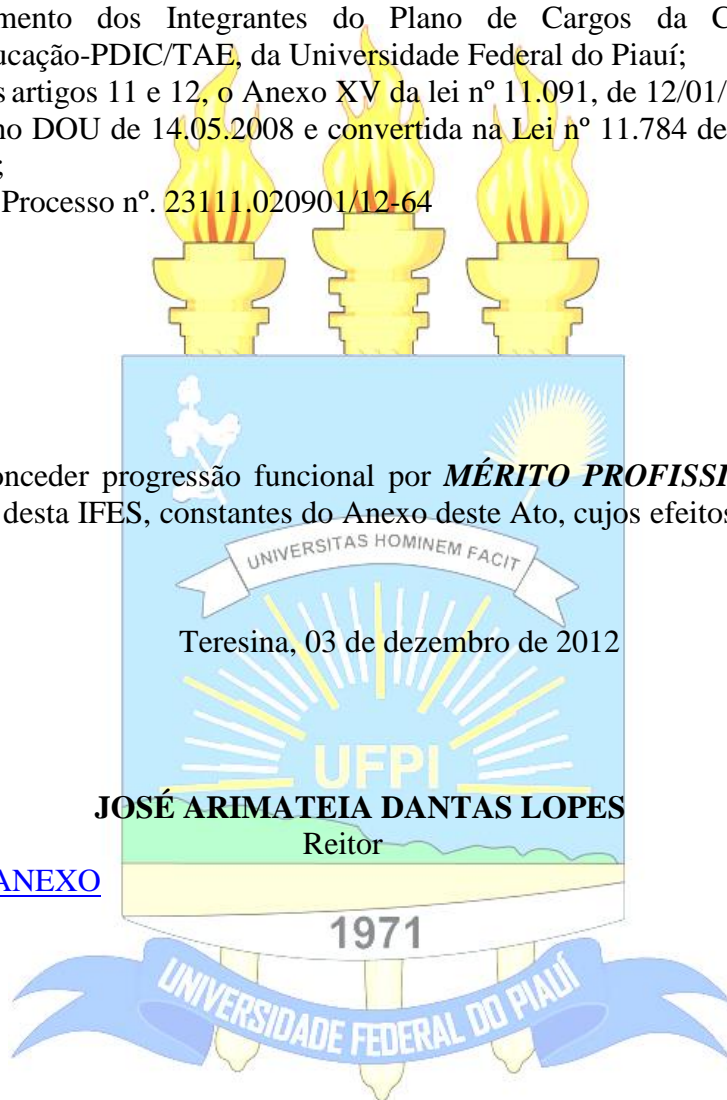 mento dos Integrantes do Plano de Cargos da C
ucação-PDIC/TAE, da Universidade Federal do Piauí;
s artigos 11 e 12, o Anexo XV da lei nº 11.091, de 12/01/
no DOU de 14.05.2008 e convertida na Lei nº 11.784 de
;
Processo nº. 23111.020901/12-64
onceder progressão funcional por MÉRITO PROFISSI
desta IFES, constantes do Anexo deste Ato, cujos efeitos
UNIVERSITAS HOMINEM FACIT
Teresina, 03 de dezembro de 2012
UFPI
JOSÉ ARIMATEIA DANTAS LOPES
Reitor
ANEXO
1971
UNIVERSIDADE FEDERAL DO PIAUÍ